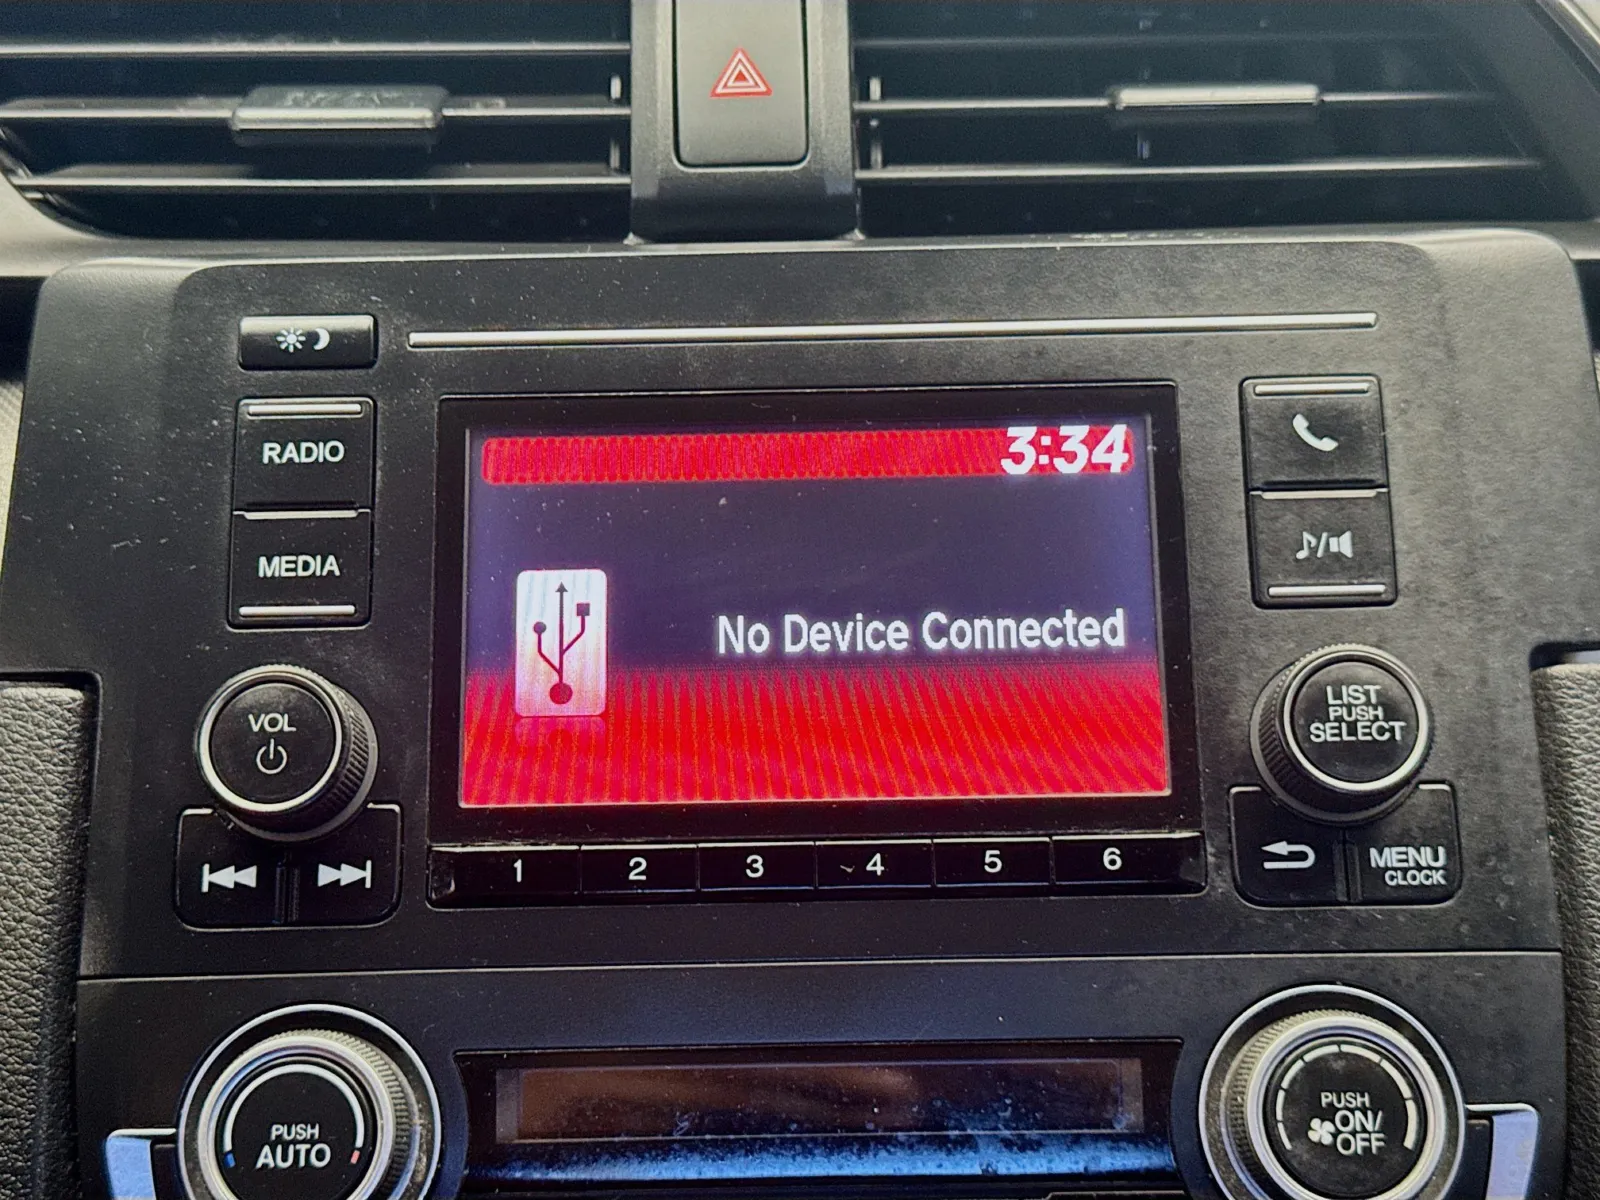 3:34
RADIO
MEDIA
No Device Connected
VOL
LIST
PUSH
SELECT
1 2 3 4 5 6
MENU
CLOCK
PUSH
AUTO
PUSH
ON/
OFF